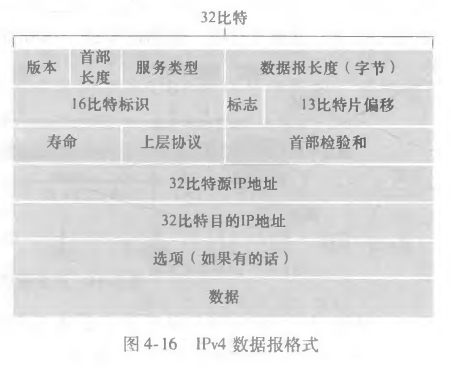 32比特
版本 首部长度 服务类型 数据报长度（字节）
16比特标识 标志 13比特片偏移
寿命 上层协议 首部检验和
32比特源IP地址
32比特目的IP地址
选项（如果有的话）
数据
图4-16 IPv4 数据报格式